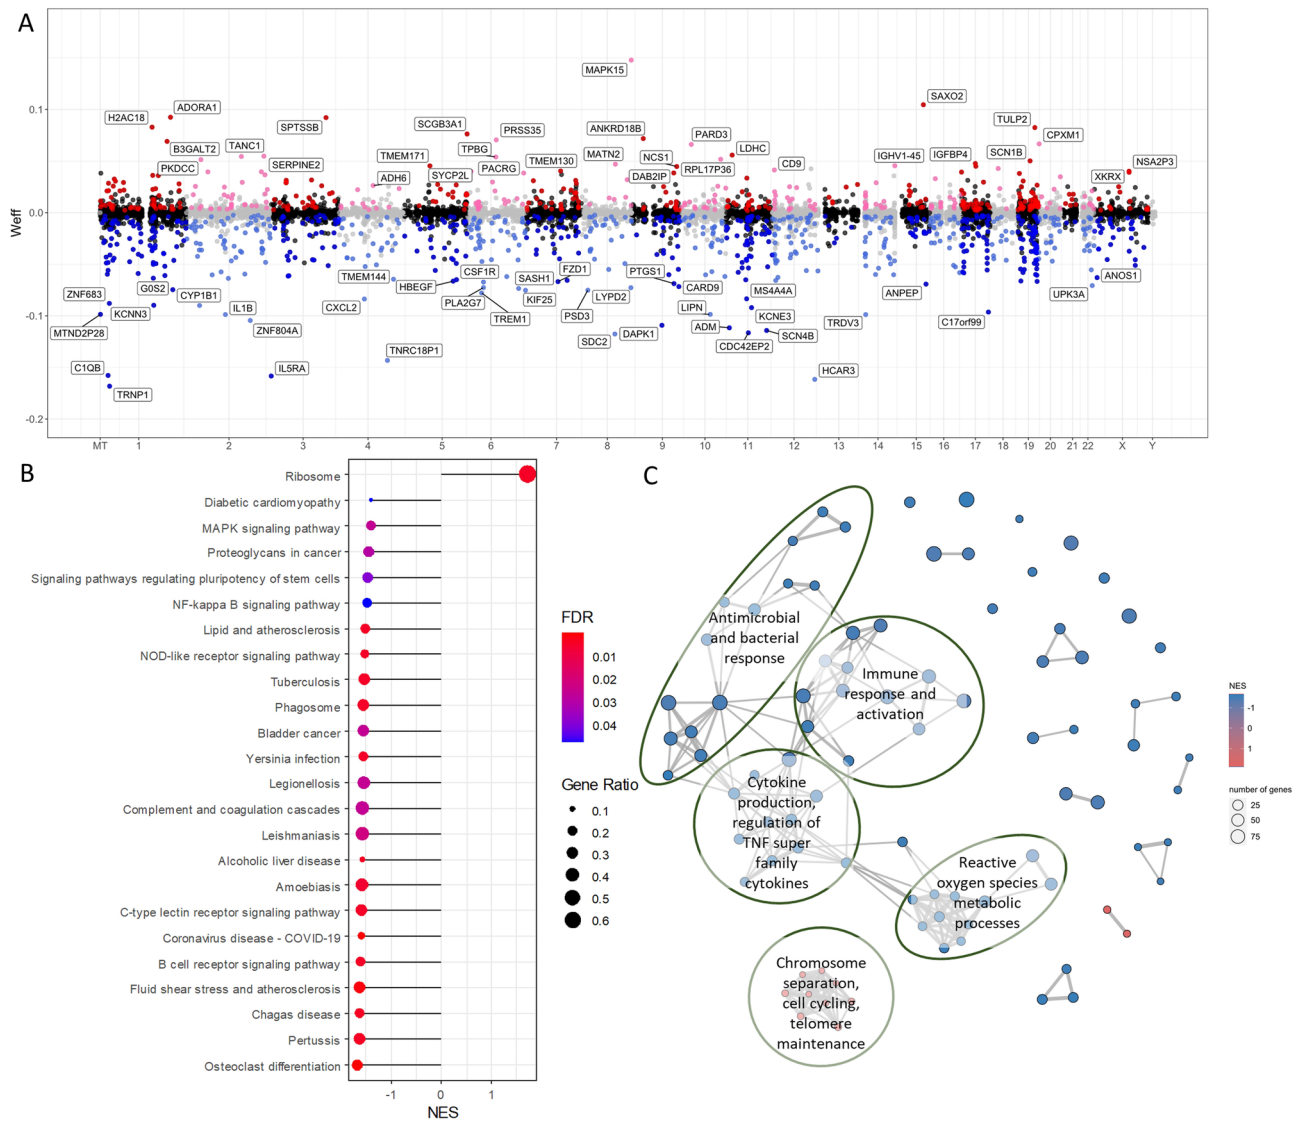 A
MAPK15
SAXO2
0.1
ADORA1
H2AC18
SPTSSB
SCGB3A1
PRSS35
ANKRD18B
TULP2
CPXM1
B3GALT2
TANC1
TPBG
PARD3
MATN2
NCS1
LDHC
TMEM171
TMEM130
IGHV1-45
IGFBP4
SCN1B
NSA2P3
PKDCC
SERPINE2
SYCP2L
PACRG
RPL17P36
CD9
DAB2IP
XKRX
ADH6
0.0
Weff
TMEM144
CSF1R
SASH1
FZD1
PTGS1
ANOS1
HBEGF
CARD9
MS4A4A
ANPEP
UPK3A
ZNF683
G0S2
CYP1B1
CXCL2
PLA2G7
KIF25
LYPD2
LIPN
KCNN3
IL1B
TREM1
PSD3
KCNE3
TRDV3
C17orf99
-0.1
MTND2P28
ZNF804A
ADM
DAPK1
SDC2
SCN4B
CDC42EP2
TNRC18P1
C1QB
IL5RA
HCAR3
TRNP1
-0.2
MT 1 2 3 4 5 6 7 8 9 10 11 12 13 14 15 16 17 18 19 20 21 22 X Y
B
Ribosome
Diabetic cardiomyopathy
MAPK signaling pathway
Proteoglycans in cancer
Signaling pathways regulating pluripotency of stem cells
NF-kappa B signaling pathway
Lipid and atherosclerosis
NOD-like receptor signaling pathway
Tuberculosis
Phagosome
Bladder cancer
Yersinia infection
Legionellosis
Complement and coagulation cascades
Leishmaniasis
Alcoholic liver disease
Amoebiasis
C-type lectin receptor signaling pathway
Coronavirus disease - COVID-19
B cell receptor signaling pathway
Fluid shear stress and atherosclerosis
Chagas disease
Pertussis
Osteoclast differentiation
-1 0 1
NES
FDR
0.01
0.02
0.03
0.04
Gene Ratio
0.1
0.2
0.3
0.4
0.5
0.6
C
Antimicrobial
and bacterial
response
Immune
response and
activation
Cytokine
production,
regulation of
TNF super
family
cytokines
Reactive
oxygen species
metabolic
processes
Chromosome
separation,
cell cycling,
telomere
maintenance
NES
-1
0
1
number of genes
25
50
75